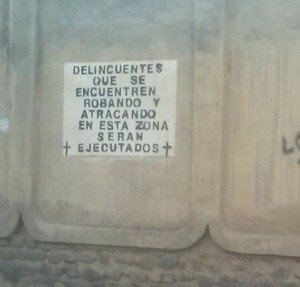 DELINCUENTES
QUE SE
ENCUENTREN
ROBANDO Y
ATRACANDO
EN ESTA ZONA
SERAN
† EJECUTADOS †